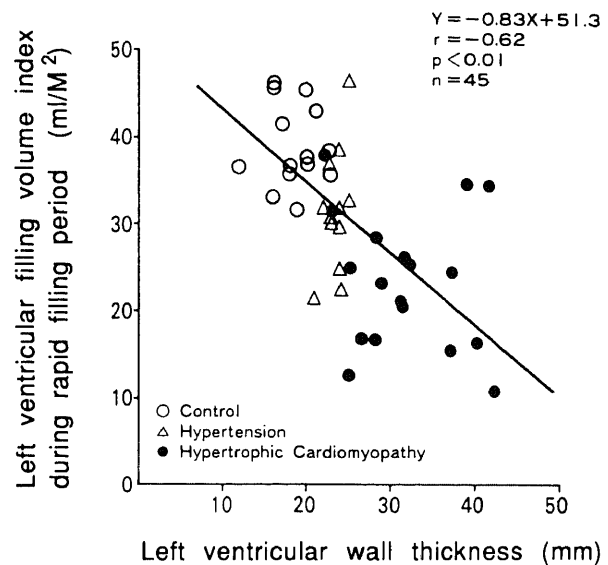 Y=−0.83X+51.3
r=−0.62
p<0.01
n=45
Left ventricular filling volume index
during rapid filling period (ml/M²)
50
40
30
20
10
0
○ Control
△ Hypertension
● Hypertrophic Cardiomyopathy
10 20 30 40 50
Left ventricular wall thickness (mm)